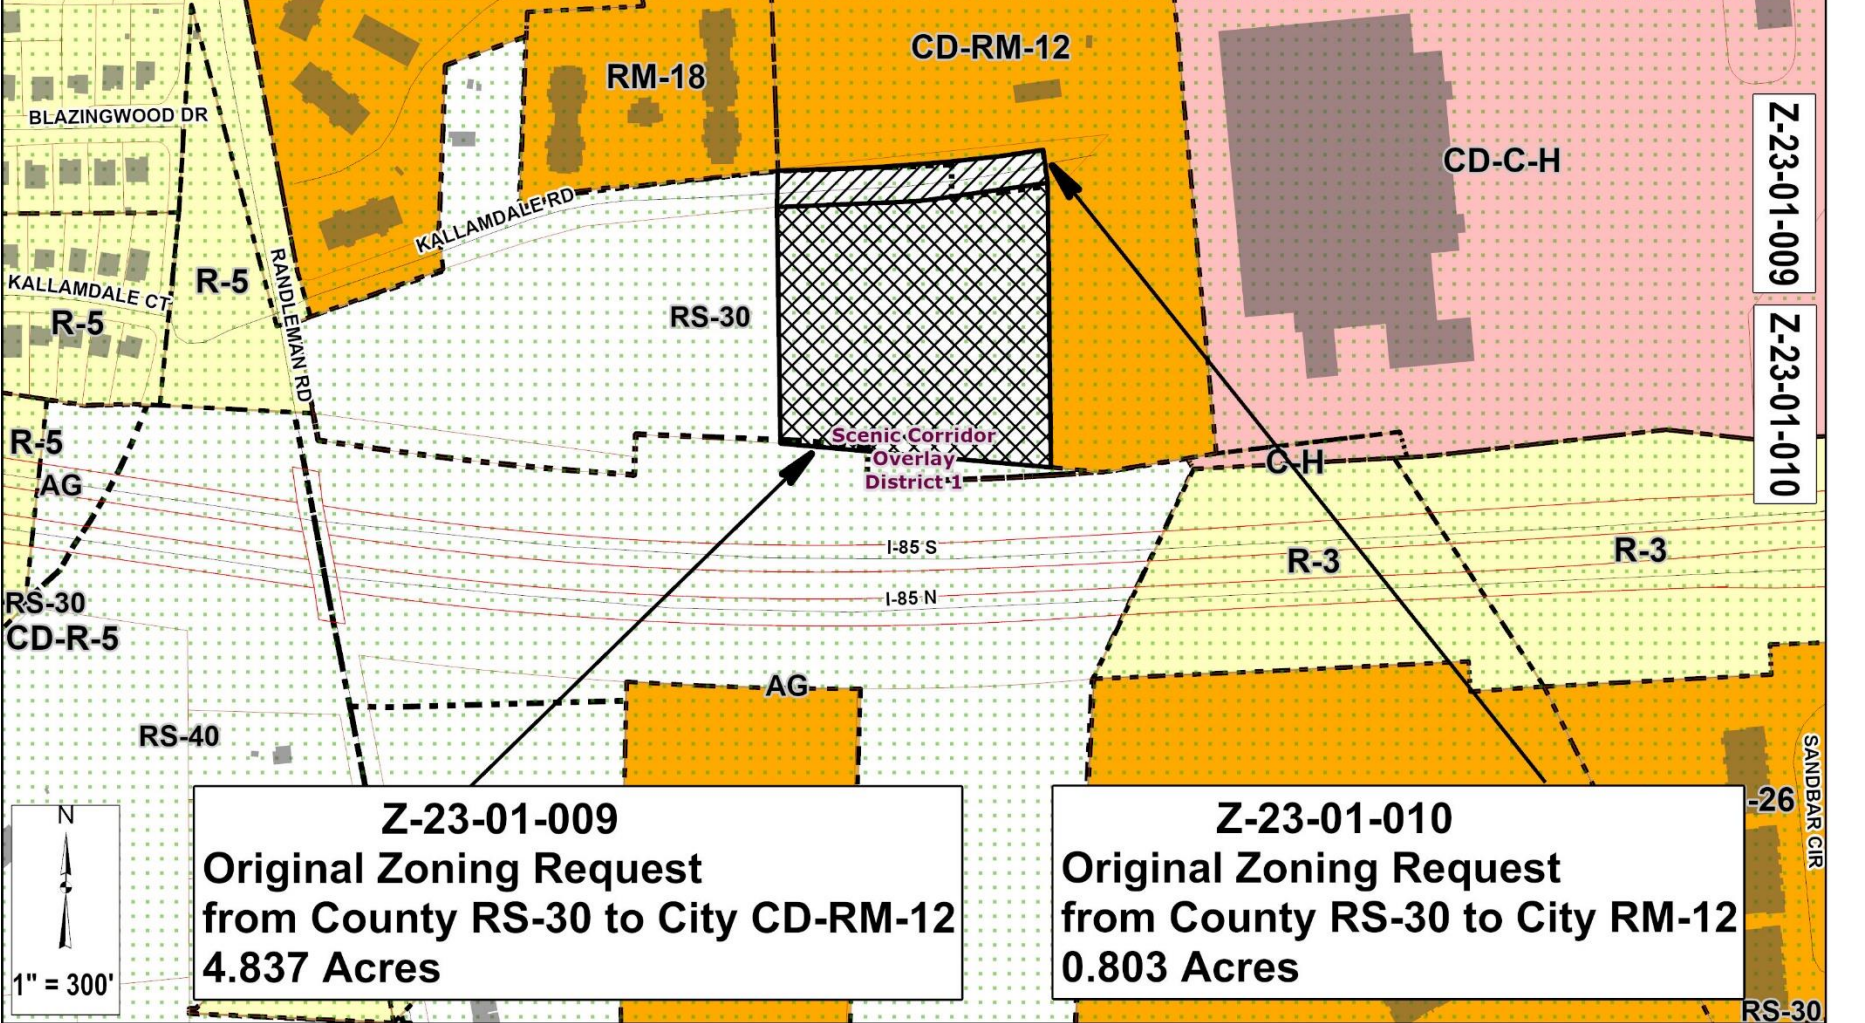 CD-RM-12
RM-18
BLAZINGWOOD DR
CD-C-H
Z-23-01-009
KALLAMDALE RD
R-5
KALLAMDALE CT
R-5
RANDLEMAN RD
RS-30
Z-23-01-010
Scenic Corridor
Overlay
District 1
R-5
C-H
AG
I-85 S
R-3
R-3
I-85 N
RS-30
CD-R-5
AG
RS-40
SANDBAR CIR
-26
N
1" = 300'
Z-23-01-009
Original Zoning Request
from County RS-30 to City CD-RM-12
4.837 Acres
Z-23-01-010
Original Zoning Request
from County RS-30 to City RM-12
0.803 Acres
RS-30